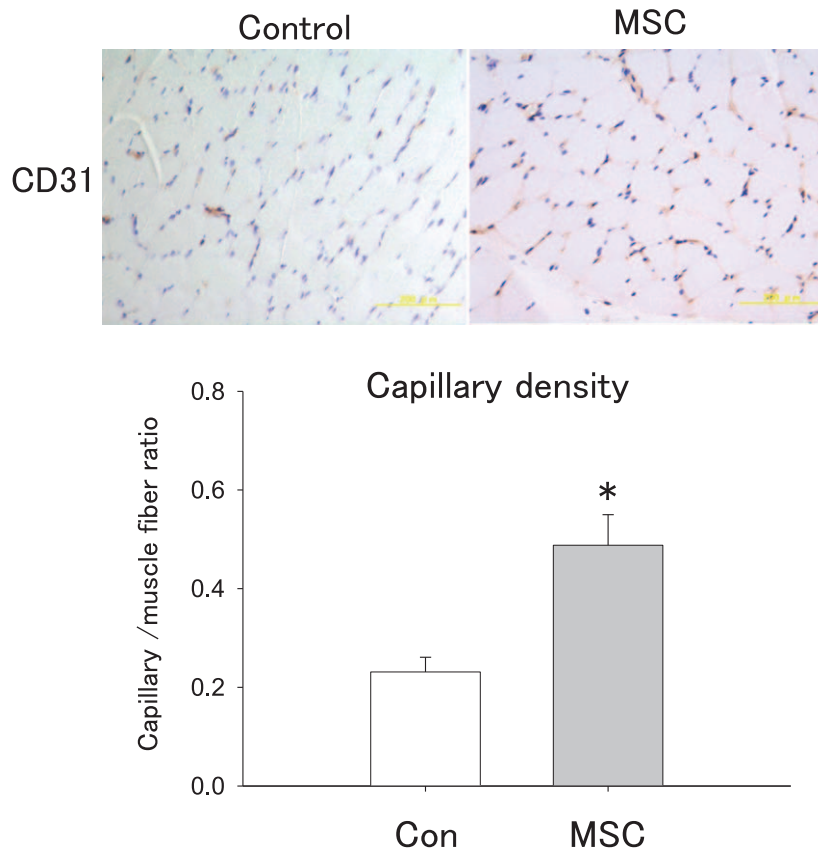 Control MSC
CD31
Capillary density
Capillary /muscle fiber ratio
0.8
0.6
0.4
0.2
0.0
*
Con MSC